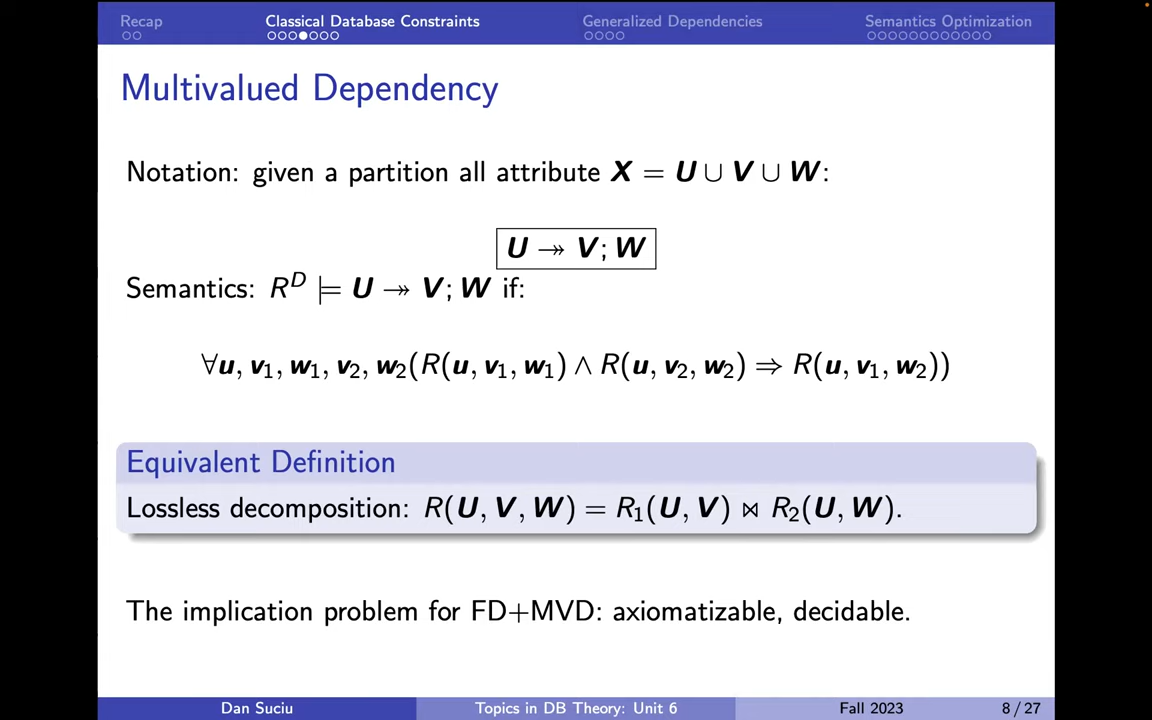 Recap Classical Database Constraints Generalized Dependencies Semantics Optimization
Multivalued Dependency
Notation: given a partition all attribute X = U ∪ V ∪ W:
U ↠ V; W
Semantics: R^D ⊨ U ↠ V; W if:
∀u, v₁, w₁, v₂, w₂(R(u, v₁, w₁) ∧ R(u, v₂, w₂) ⇒ R(u, v₁, w₂))
Equivalent Definition
Lossless decomposition: R(U, V, W) = R₁(U, V) ⋈ R₂(U, W).
The implication problem for FD+MVD: axiomatizable, decidable.
Dan Suciu Topics in DB Theory: Unit 6 Fall 2023 8 / 27